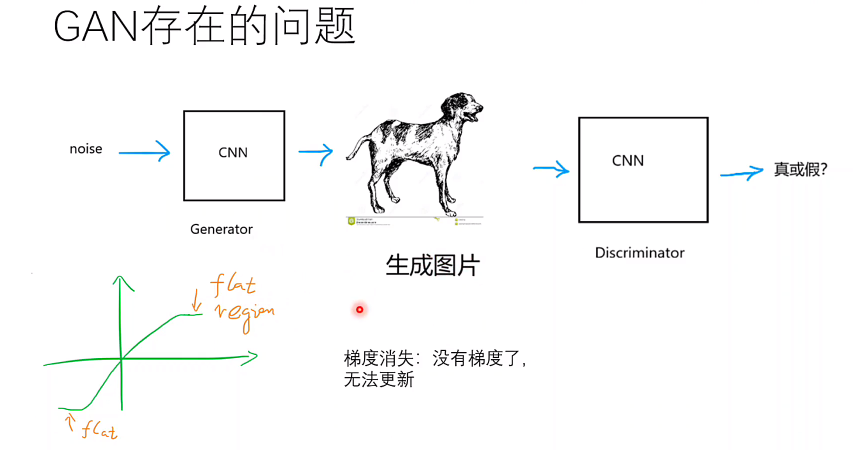 GAN存在的问题
noise
CNN
Generator
生成图片
CNN
Discriminator
真或假?
flat
region
flat
梯度消失：没有梯度了，
无法更新